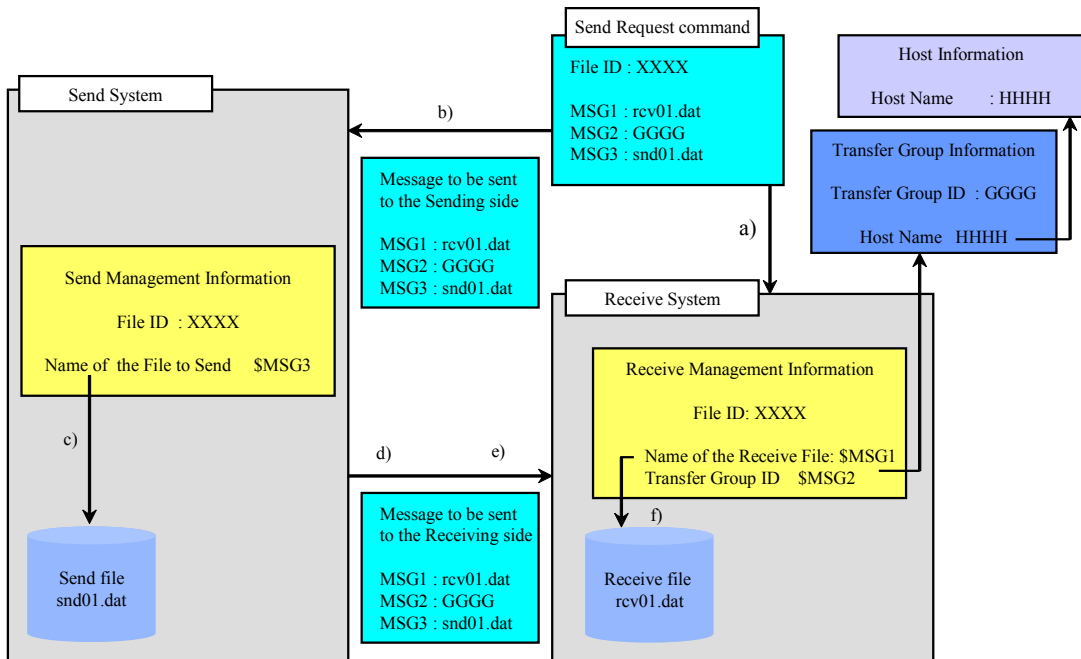 Send Request command
File ID : XXXX
MSG1 : rcv01.dat
MSG2 : GGGG
MSG3 : snd01.dat
Host Information
Host Name : HHHH
Transfer Group Information
Transfer Group ID : GGGG
Host Name HHHH
Send System
b)
a)
Message to be sent
to the Sending side
MSG1 : rcv01.dat
MSG2 : GGGG
MSG3 : snd01.dat
Send Management Information
File ID : XXXX
Name of the File to Send $MSG3
c)
Send file
snd01.dat
d)
e)
Message to be sent
to the Receiving side
MSG1 : rcv01.dat
MSG2 : GGGG
MSG3 : snd01.dat
Receive System
Receive Management Information
File ID: XXXX
Name of the Receive File: $MSG1
Transfer Group ID $MSG2
f)
Receive file
rcv01.dat